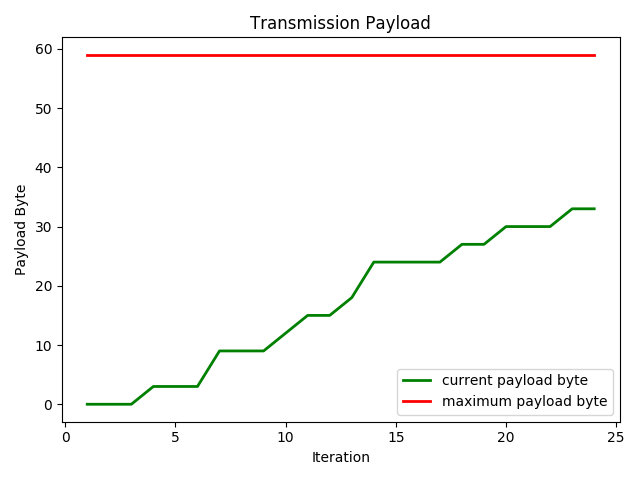 Transmission Payload
60
50
40
30
20
10
0
Payload Byte
current payload byte
maximum payload byte
0 5 10 15 20 25
Iteration